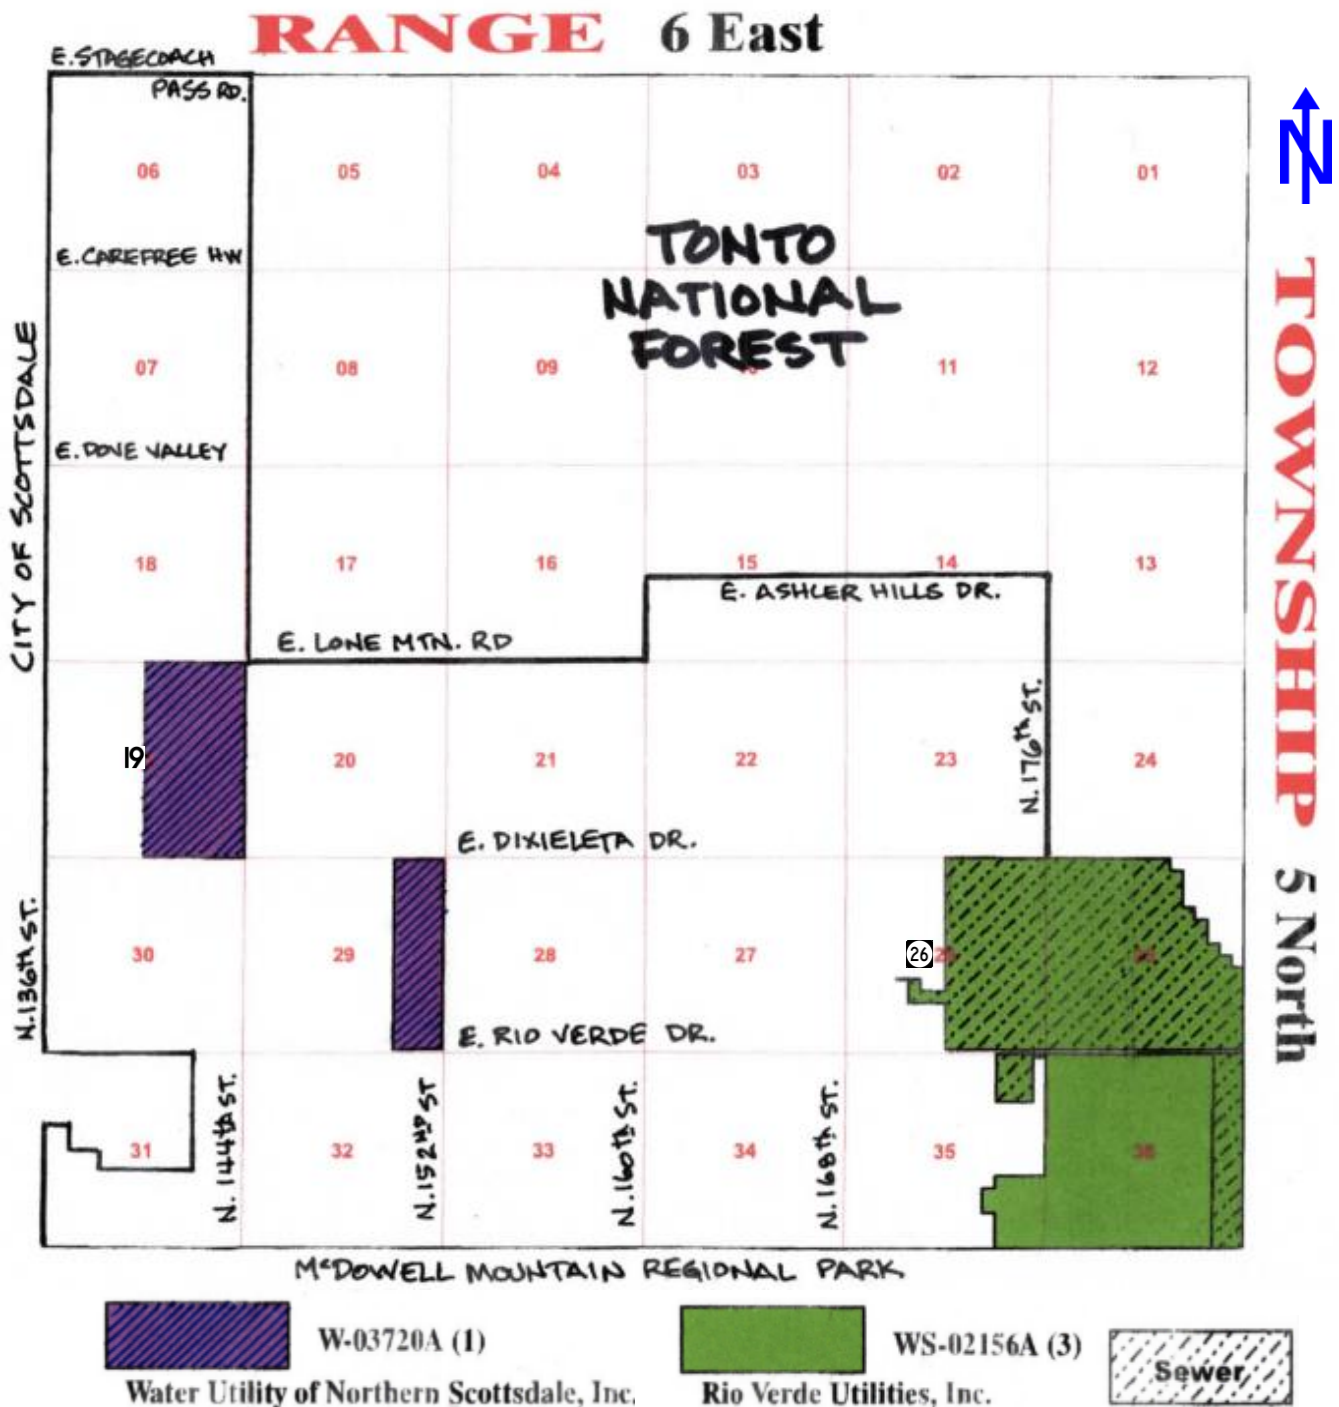 RANGE 6 East
E. STAGECOACH
PASS RD.
N
06 05 04 03 02 01
TONTO
NATIONAL
FOREST
E. CAREFREE HW
TOWNSHIP 5 North
CITY OF SCOTTSDALE
07 08 09 11 12
E. DOVE VALLEY
18 17 16 15 14 13
E. ASHLER HILLS DR.
E. LONE MTN. RD
N. 176th ST.
19 20 21 22 23 24
E. DIXIELETA DR.
N. 136th ST.
30 29 28 27 26
E. RIO VERDE DR.
N. 144th ST.
N. 152ND ST
N. 160th ST.
N. 168th ST.
31 32 33 34 35 36
McDOWELL MOUNTAIN REGIONAL PARK
W-03720A (1)
Water Utility of Northern Scottsdale, Inc.
WS-02156A (3)
Rio Verde Utilities, Inc.
Sewer